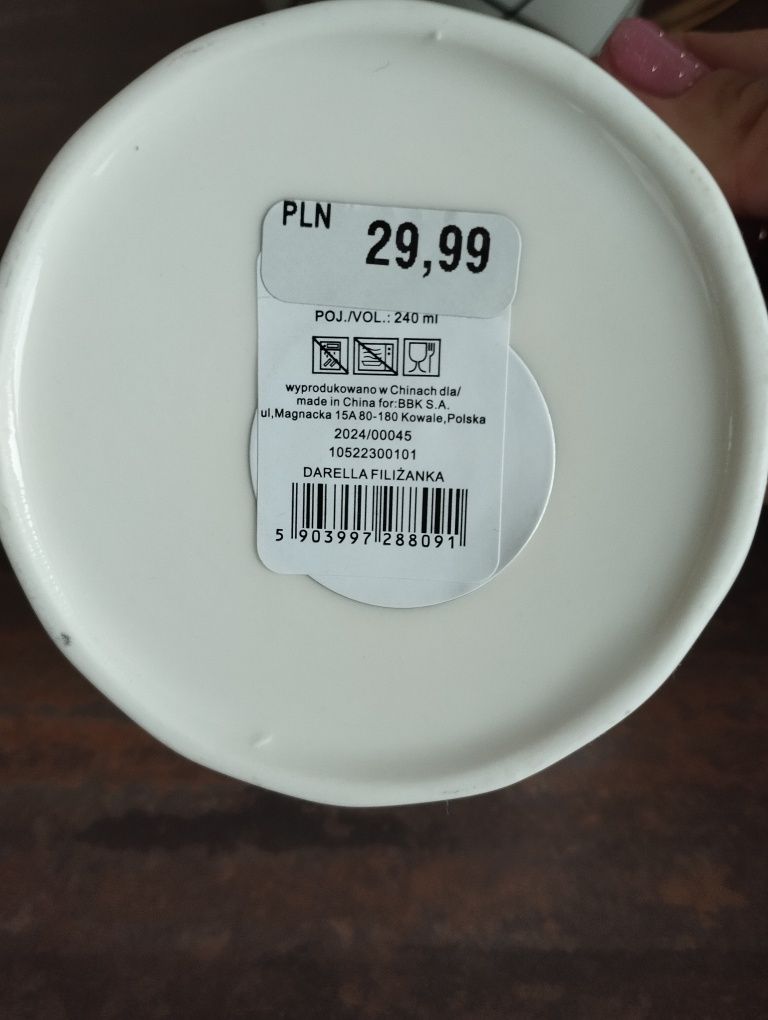 PLN 29,99
POJ./VOL.: 240 ml
wyprodukowano w Chinach dla/
made in China for:BBK S.A.
ul,Magnacka 15A 80-180 Kowale,Polska
2024/00045
10522300101
DARELLA FILIŻANKA
5 903997 288091